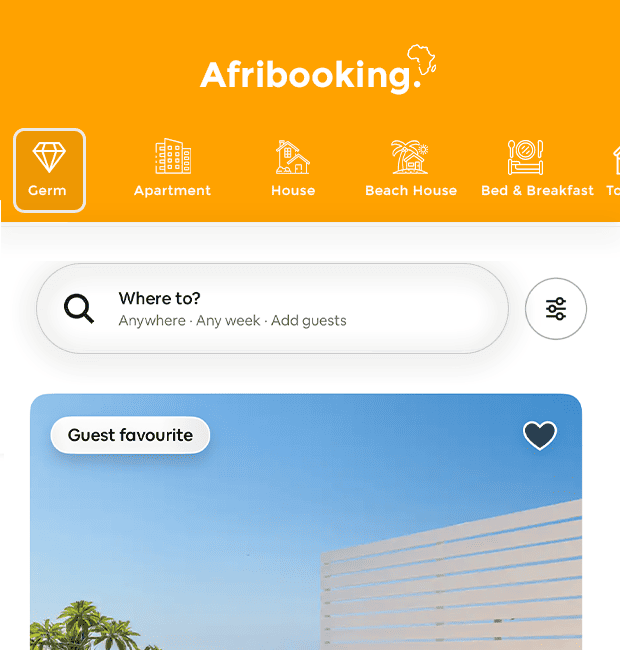 Afribooking.
Germ
Apartment
House
Beach House
Bed & Breakfast
To
Where to?
Anywhere · Any week · Add guests
Guest favourite